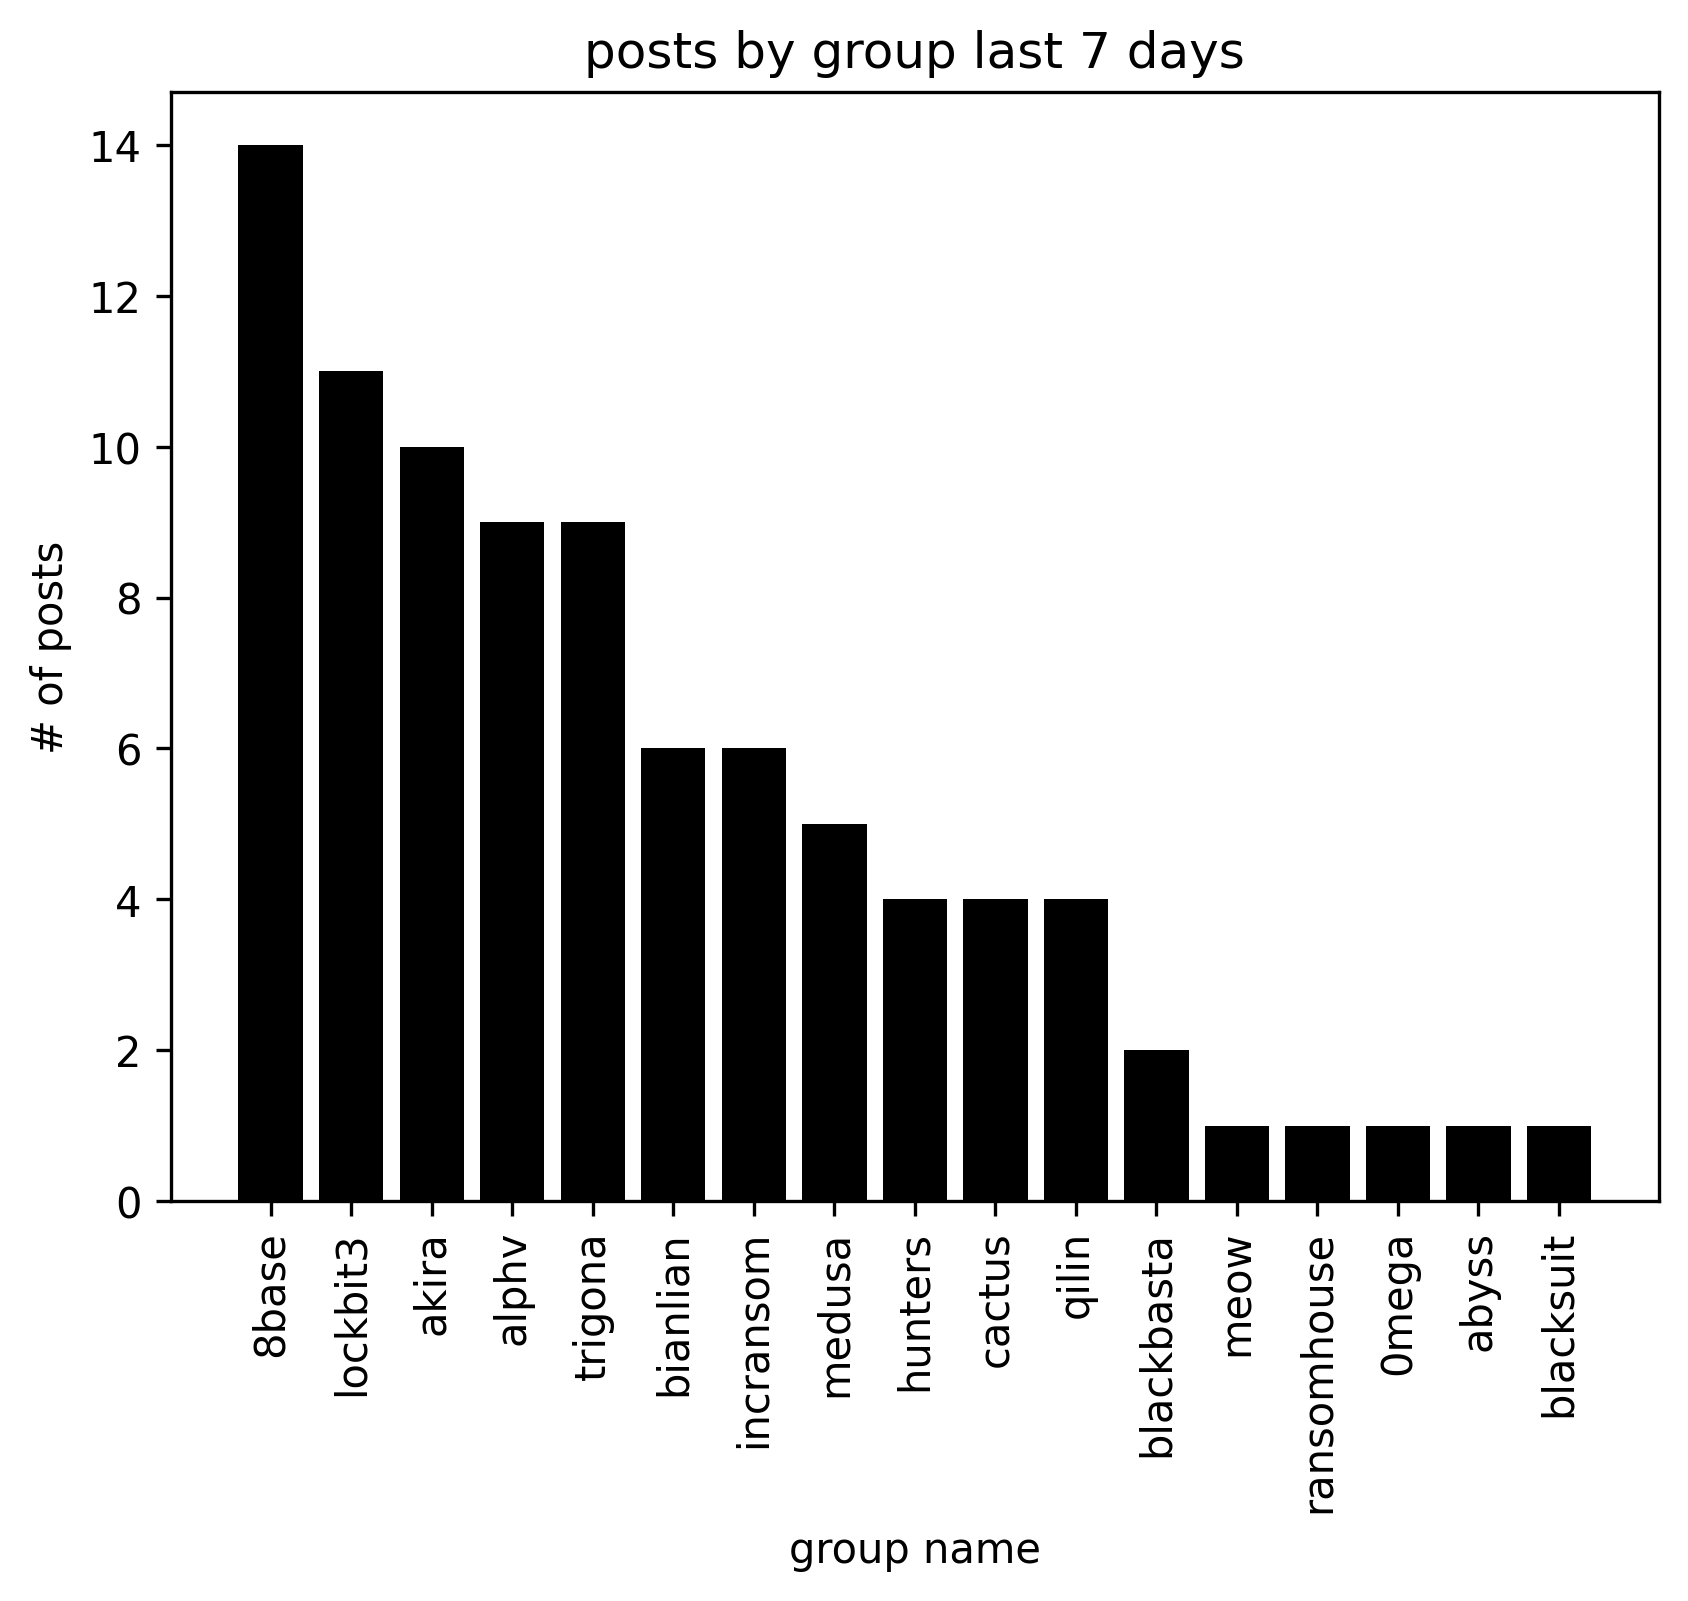 posts by group last 7 days
14
12
10
8
6
4
2
0
# of posts
8base
lockbit3
akira
alphv
trigona
bianlian
incransom
medusa
hunters
cactus
qilin
blackbasta
meow
ransomhouse
0mega
abyss
blacksuit
group name